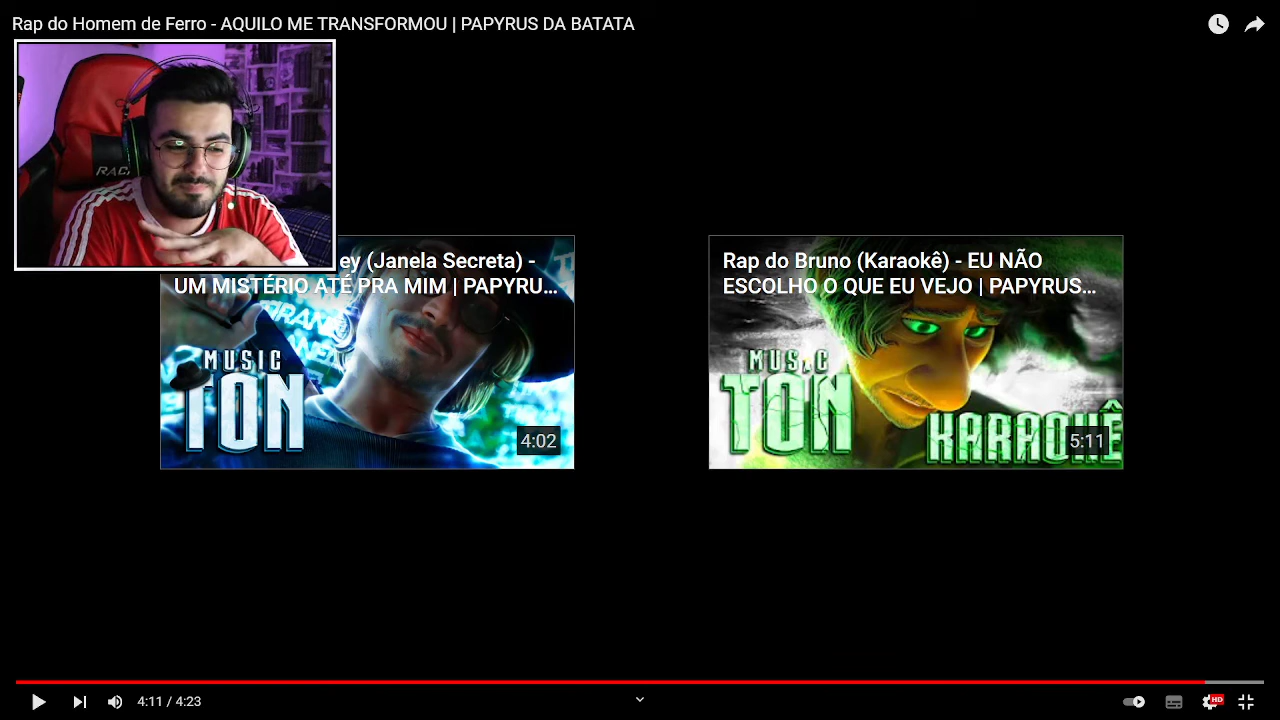 Rap do Homem de Ferro - AQUILO ME TRANSFORMOU | PAPYRUS DA BATATA
ey (Janela Secreta) -
UM MISTÉRIO ATÉ PRA MIM | PAPYRU...
MUSIC
TON
4:02
Rap do Bruno (Karaokê) - EU NÃO
ESCOLHO O QUE EU VEJO | PAPYRUS...
MUSIC
TON
KARAOKÊ
5:11
4:11 / 4:23
HD